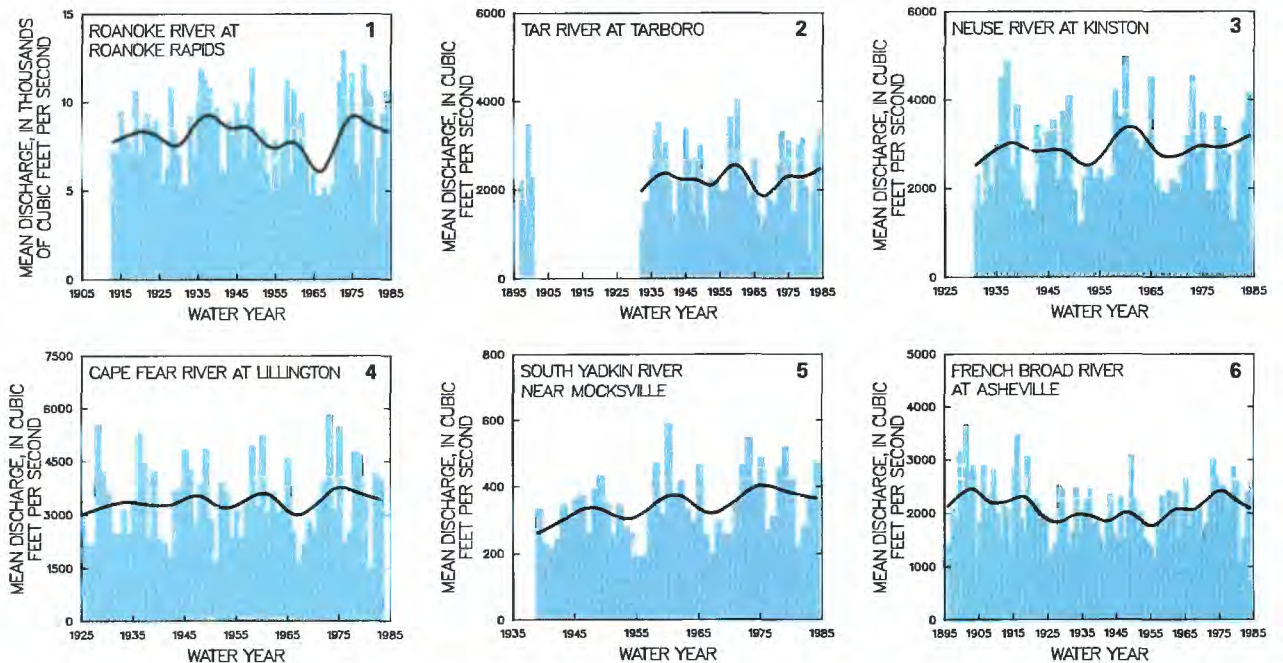 ROANOKE RIVER AT
ROANOKE RAPIDS
1
MEAN DISCHARGE, IN THOUSANDS
OF CUBIC FEET PER SECOND
15
10
5
0
1905 1915 1925 1935 1945 1955 1965 1975 1985
WATER YEAR
TAR RIVER AT TARBORO
2
MEAN DISCHARGE, IN CUBIC
FEET PER SECOND
6000
4000
2000
0
1895 1905 1915 1925 1935 1945 1955 1965 1975 1985
WATER YEAR
NEUSE RIVER AT KINSTON
3
MEAN DISCHARGE, IN CUBIC
FEET PER SECOND
6000
4000
2000
0
1925 1935 1945 1955 1965 1975 1985
WATER YEAR
CAPE FEAR RIVER AT LILLINGTON
4
MEAN DISCHARGE, IN CUBIC
FEET PER SECOND
7500
6000
4500
3000
1500
0
1925 1935 1945 1955 1965 1975 1985
WATER YEAR
SOUTH YADKIN RIVER
NEAR MOCKSVILLE
5
MEAN DISCHARGE, IN CUBIC
FEET PER SECOND
800
600
400
200
0
1935 1945 1955 1965 1975 1985
WATER YEAR
FRENCH BROAD RIVER
AT ASHEVILLE
6
MEAN DISCHARGE, IN CUBIC
FEET PER SECOND
5000
4000
3000
2000
1000
0
1895 1905 1915 1925 1935 1945 1955 1965 1975 1985
WATER YEAR